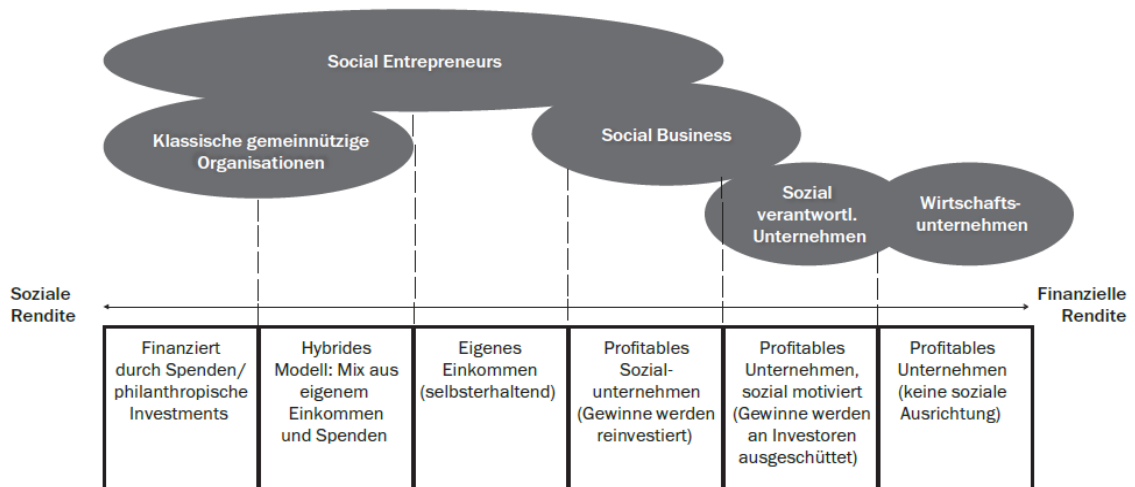 Social Entrepreneurs
Klassische gemeinnützige
Organisationen
Social Business
Sozial
verantwortl.
Unternehmen
Wirtschafts-
unternehmen
Soziale
Rendite
Finanzielle
Rendite
Finanziert
durch Spenden/
philanthropische
Investments
Hybrides
Modell: Mix aus
eigenem
Einkommen
und Spenden
Eigenes
Einkommen
(selbsterhaltend)
Profitables
Sozial-
unternehmen
(Gewinne werden
reinvestiert)
Profitables
Unternehmen,
sozial motiviert
(Gewinne werden
an Investoren
ausgeschüttet)
Profitables
Unternehmen
(keine soziale
Ausrichtung)